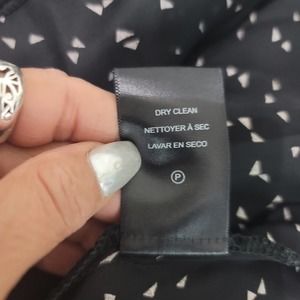 DRY CLEAN
NETTOYER À SEC
LAVAR EN SECO
P